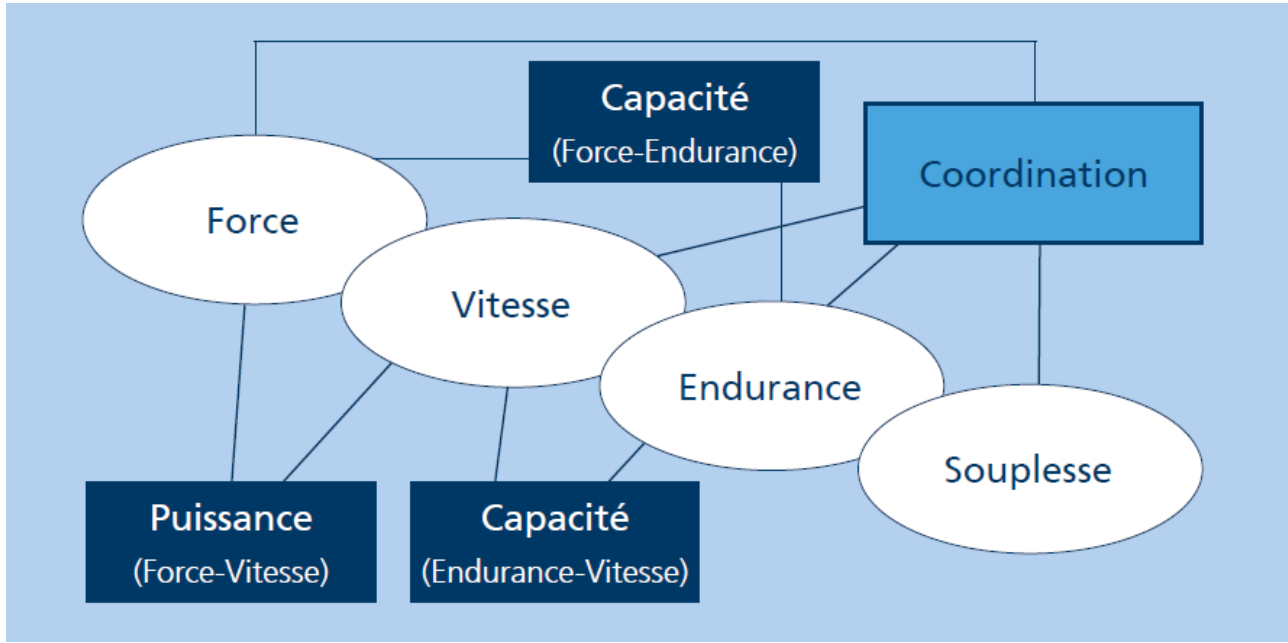 Capacité
(Force-Endurance)
Coordination
Force
Vitesse
Endurance
Souplesse
Puissance
(Force-Vitesse)
Capacité
(Endurance-Vitesse)